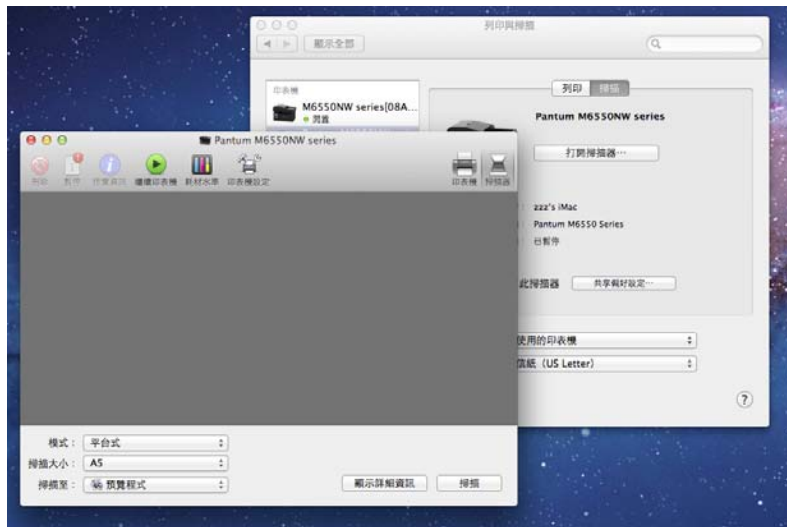 列印與掃描
顯示全部
印表機
M6550NW series[08A...
閒置
列印 掃描
Pantum M6550NW series
打開掃描器…
zzz's iMac
Pantum M6550 Series
已暫停
此掃描器 共享偏好設定…
使用的印表機
信紙（US Letter）
?
Pantum M6550NW series
刪除 暫停 繼續印表機 耗材水準 印表機設定 印表機 掃描器
模式： 平台式
掃描大小： A5
掃描至： 預覽程式
顯示詳細資訊 掃描